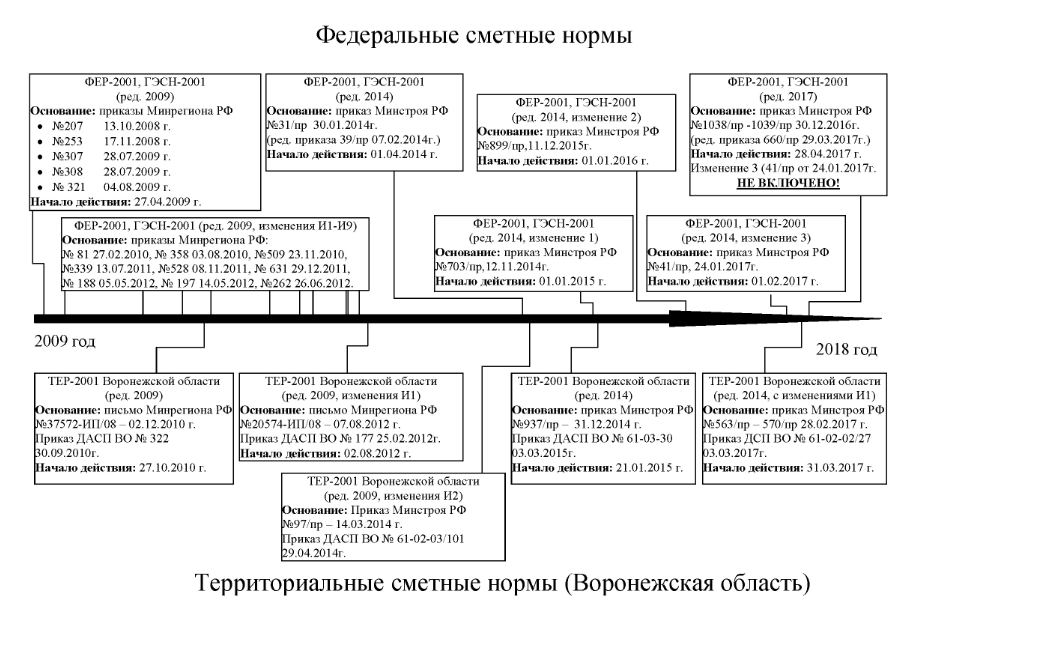 Федеральные сметные нормы
ФЕР-2001, ГЭСН-2001
(ред. 2009)
Основание: приказы Минрегиона РФ
• №207 13.10.2008 г.
• №253 17.11.2008 г.
• №307 28.07.2009 г.
• №308 28.07.2009 г.
• № 321 04.08.2009 г.
Начало действия: 27.04.2009 г.
ФЕР-2001, ГЭСН-2001
(ред. 2014)
Основание: приказ Минстроя РФ
№31/пр 30.01.2014г.
(ред. приказа 39/пр 07.02.2014г.)
Начало действия: 01.04.2014 г.
ФЕР-2001, ГЭСН-2001
(ред. 2014, изменение 2)
Основание: приказ Минстроя РФ
№899/пр,11.12.2015г.
Начало действия: 01.01.2016 г.
ФЕР-2001, ГЭСН-2001
(ред. 2017)
Основание: приказ Минстроя РФ
№1038/пр -1039/пр 30.12.2016г.
(ред. приказа 660/пр 29.03.2017г.)
Начало действия: 28.04.2017 г.
Изменение 3 (41/пр от 24.01.2017г.
НЕ ВКЛЮЧЕНО!
ФЕР-2001, ГЭСН-2001 (ред. 2009, изменения И1-И9)
Основание: приказы Минрегиона РФ:
№ 81 27.02.2010, № 358 03.08.2010, №509 23.11.2010,
№339 13.07.2011, №528 08.11.2011, № 631 29.12.2011,
№ 188 05.05.2012, № 197 14.05.2012, №262 26.06.2012.
ФЕР-2001, ГЭСН-2001
(ред. 2014, изменение 1)
Основание: приказ Минстроя РФ
№703/пр,12.11.2014г.
Начало действия: 01.01.2015 г.
ФЕР-2001, ГЭСН-2001
(ред. 2014, изменение 3)
Основание: приказ Минстроя РФ
№41/пр, 24.01.2017г.
Начало действия: 01.02.2017 г.
2009 год
2018 год
ТЕР-2001 Воронежской области
(ред. 2009)
Основание: письмо Минрегиона РФ
№37572-ИП/08 – 02.12.2010 г.
Приказ ДАСП ВО № 322
30.09.2010г.
Начало действия: 27.10.2010 г.
ТЕР-2001 Воронежской области
(ред. 2009, изменения И1)
Основание: письмо Минрегиона РФ
№20574-ИП/08 – 07.08.2012 г.
Приказ ДАСП ВО № 177 25.02.2012г.
Начало действия: 02.08.2012 г.
ТЕР-2001 Воронежской области
(ред. 2014)
Основание: приказ Минстроя РФ
№937/пр – 31.12.2014 г.
Приказ ДАСП ВО № 61-03-30
03.03.2015г.
Начало действия: 21.01.2015 г.
ТЕР-2001 Воронежской области
(ред. 2014, с изменениями И1)
Основание: приказ Минстроя РФ
№563/пр – 570/пр 28.02.2017 г.
Приказ ДСП ВО № 61-02-02/27
03.03.2017г.
Начало действия: 31.03.2017 г.
ТЕР-2001 Воронежской области
(ред. 2009, изменения И2)
Основание: Приказ Минстроя РФ
№97/пр – 14.03.2014 г.
Приказ ДАСП ВО № 61-02-03/101
29.04.2014г.
Территориальные сметные нормы (Воронежская область)